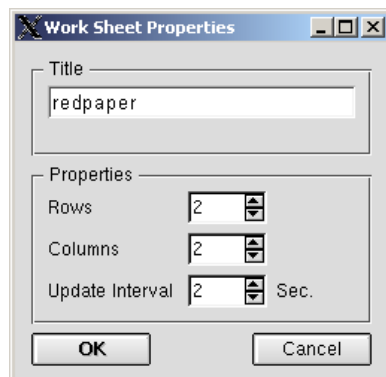 Work Sheet Properties
Title
redpaper
Properties
Rows 2
Columns 2
Update Interval 2 Sec.
OK Cancel